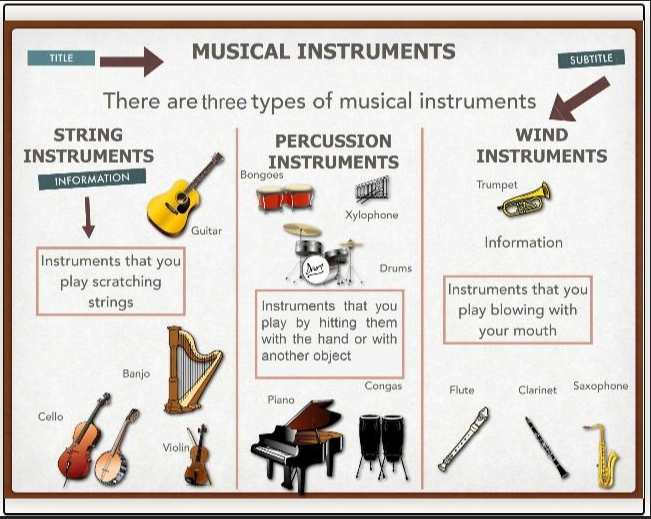 TITLE
MUSICAL INSTRUMENTS
SUBTITLE
There are three types of musical instruments
STRING
INSTRUMENTS
INFORMATION
Guitar
Instruments that you
play scratching
strings
Banjo
Cello
Violin
PERCUSSION
INSTRUMENTS
Bongoes
Xylophone
Drums
Instruments that you
play by hitting them
with the hand or with
another object
Congas
Piano
WIND
INSTRUMENTS
Trumpet
Information
Instruments that you
play blowing with
your mouth
Flute
Clarinet
Saxophone